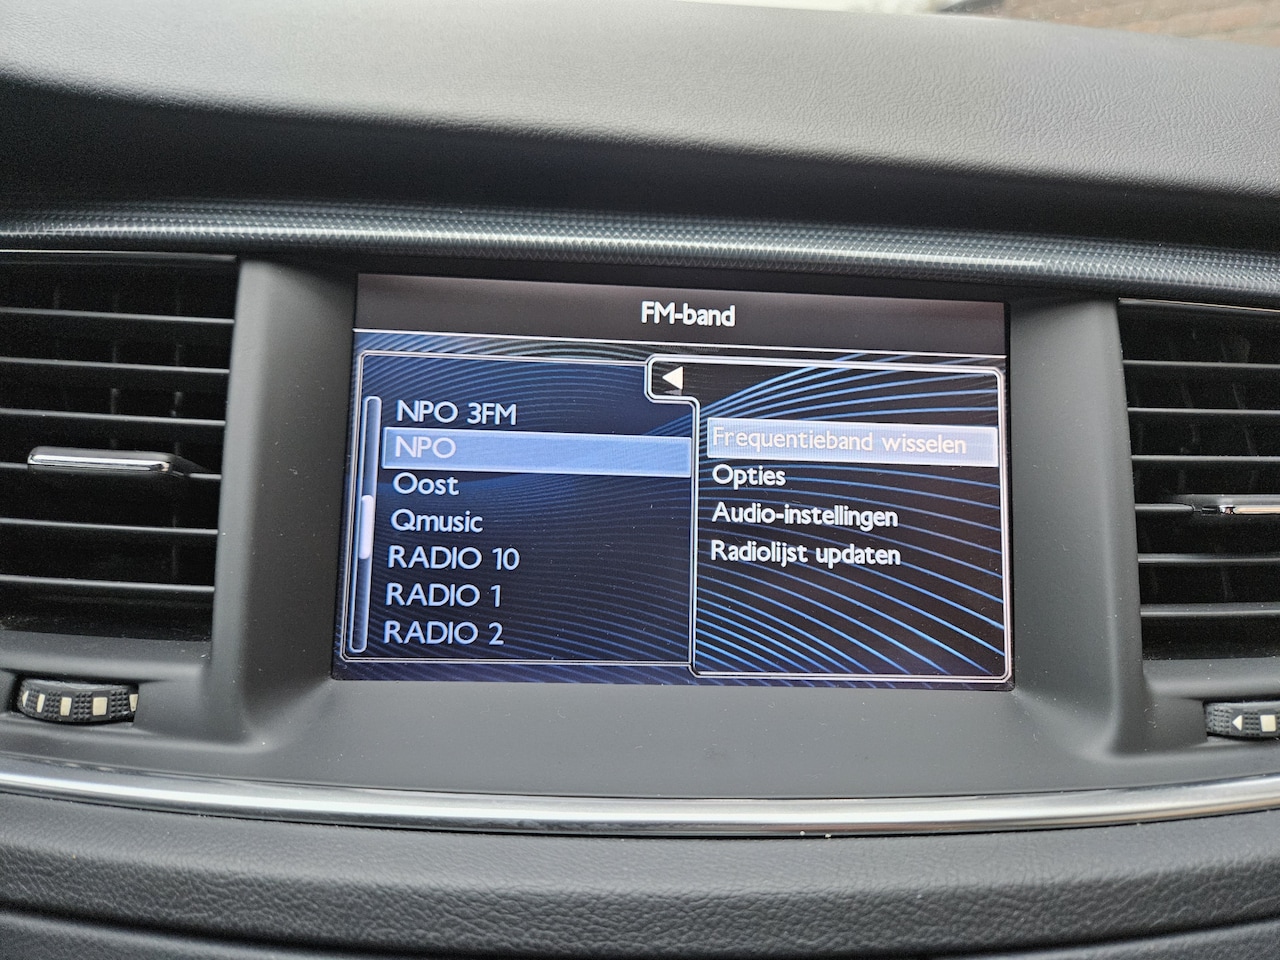 FM-band
NPO 3FM
NPO
Oost
Qmusic
RADIO 10
RADIO 1
RADIO 2
Frequentieband wisselen
Opties
Audio-instellingen
Radiolijst updaten